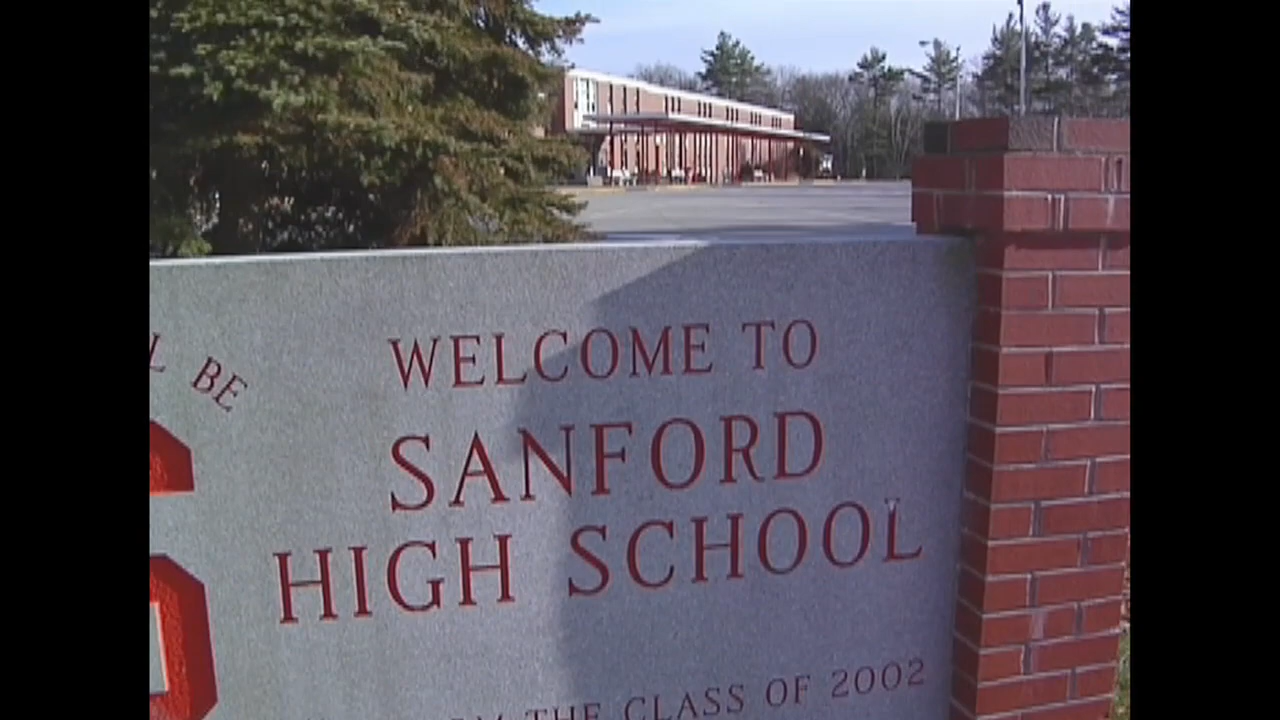 BE
WELCOME TO
SANFORD
HIGH SCHOOL
THE CLASS OF 2002